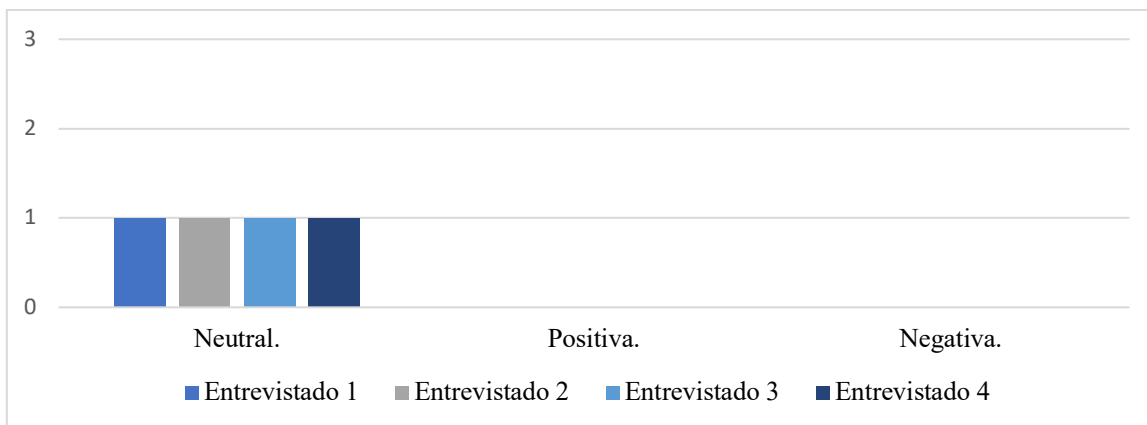 3
2
1
0
Neutral. Positiva. Negativa.
Entrevistado 1 Entrevistado 2 Entrevistado 3 Entrevistado 4